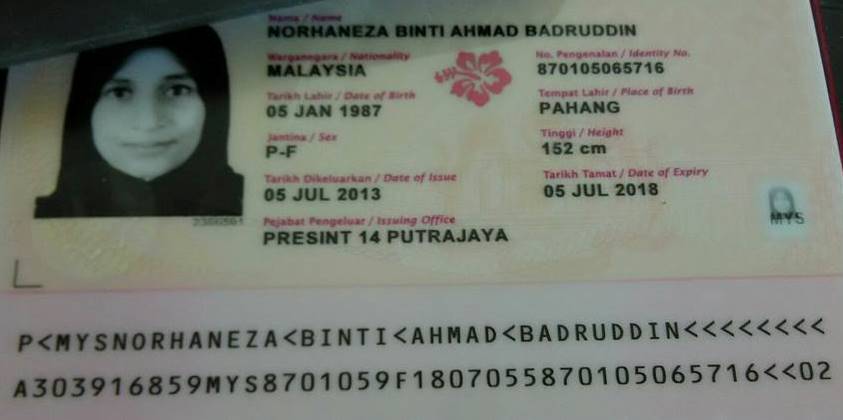 Nama / Name
NORHANEZA BINTI AHMAD BADRUDDIN
Warganegara / Nationality
No. Pengenalan / Identity No.
MALAYSIA
870105065716
Tarikh Lahir / Date of Birth
Tempat Lahir / Place of Birth
05 JAN 1987
PAHANG
Jantina / Sex
Tinggi / Height
P-F
152 cm
Tarikh Dikeluarkan / Date of Issue
Tarikh Tamat / Date of Expiry
05 JUL 2013
05 JUL 2018
MYS
Pejabat Pengeluar / Issuing Office
PRESINT 14 PUTRAJAYA
P<MYSNORHANEZA<BINTI<AHMAD<BADRUDDIN<<<<<<<<
A303916859MYS8701059F1807055870105065716<<02